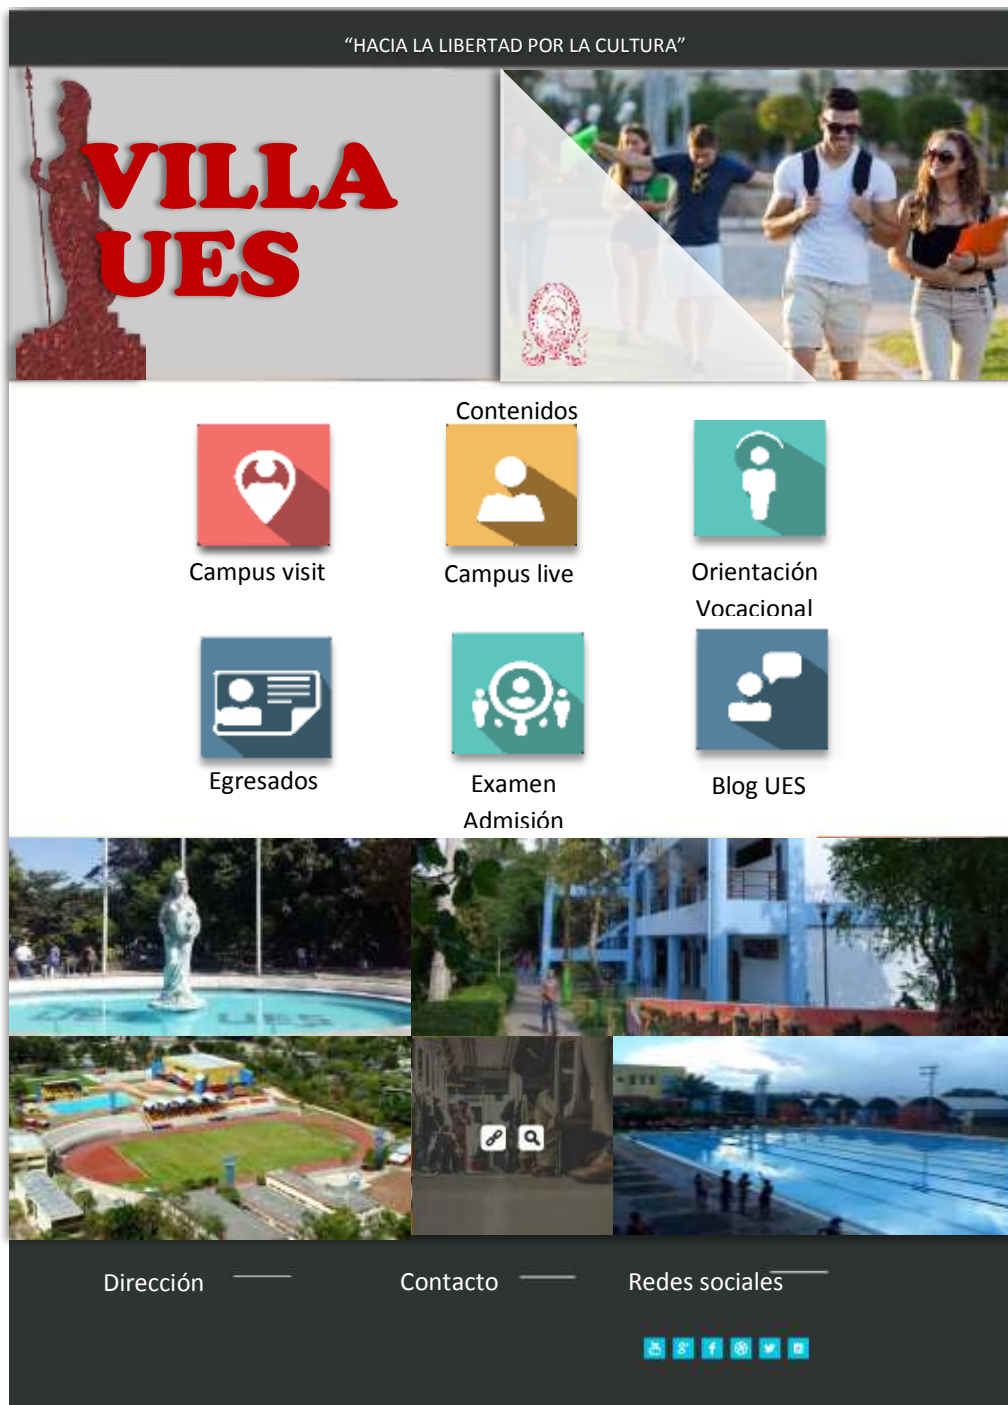 “HACIA LA LIBERTAD POR LA CULTURA”
VILLA
UES
Contenidos
Campus visit
Campus live
Orientación
Vocacional
Egresados
Examen
Admisión
Blog UES
UES
Dirección
Contacto
Redes sociales